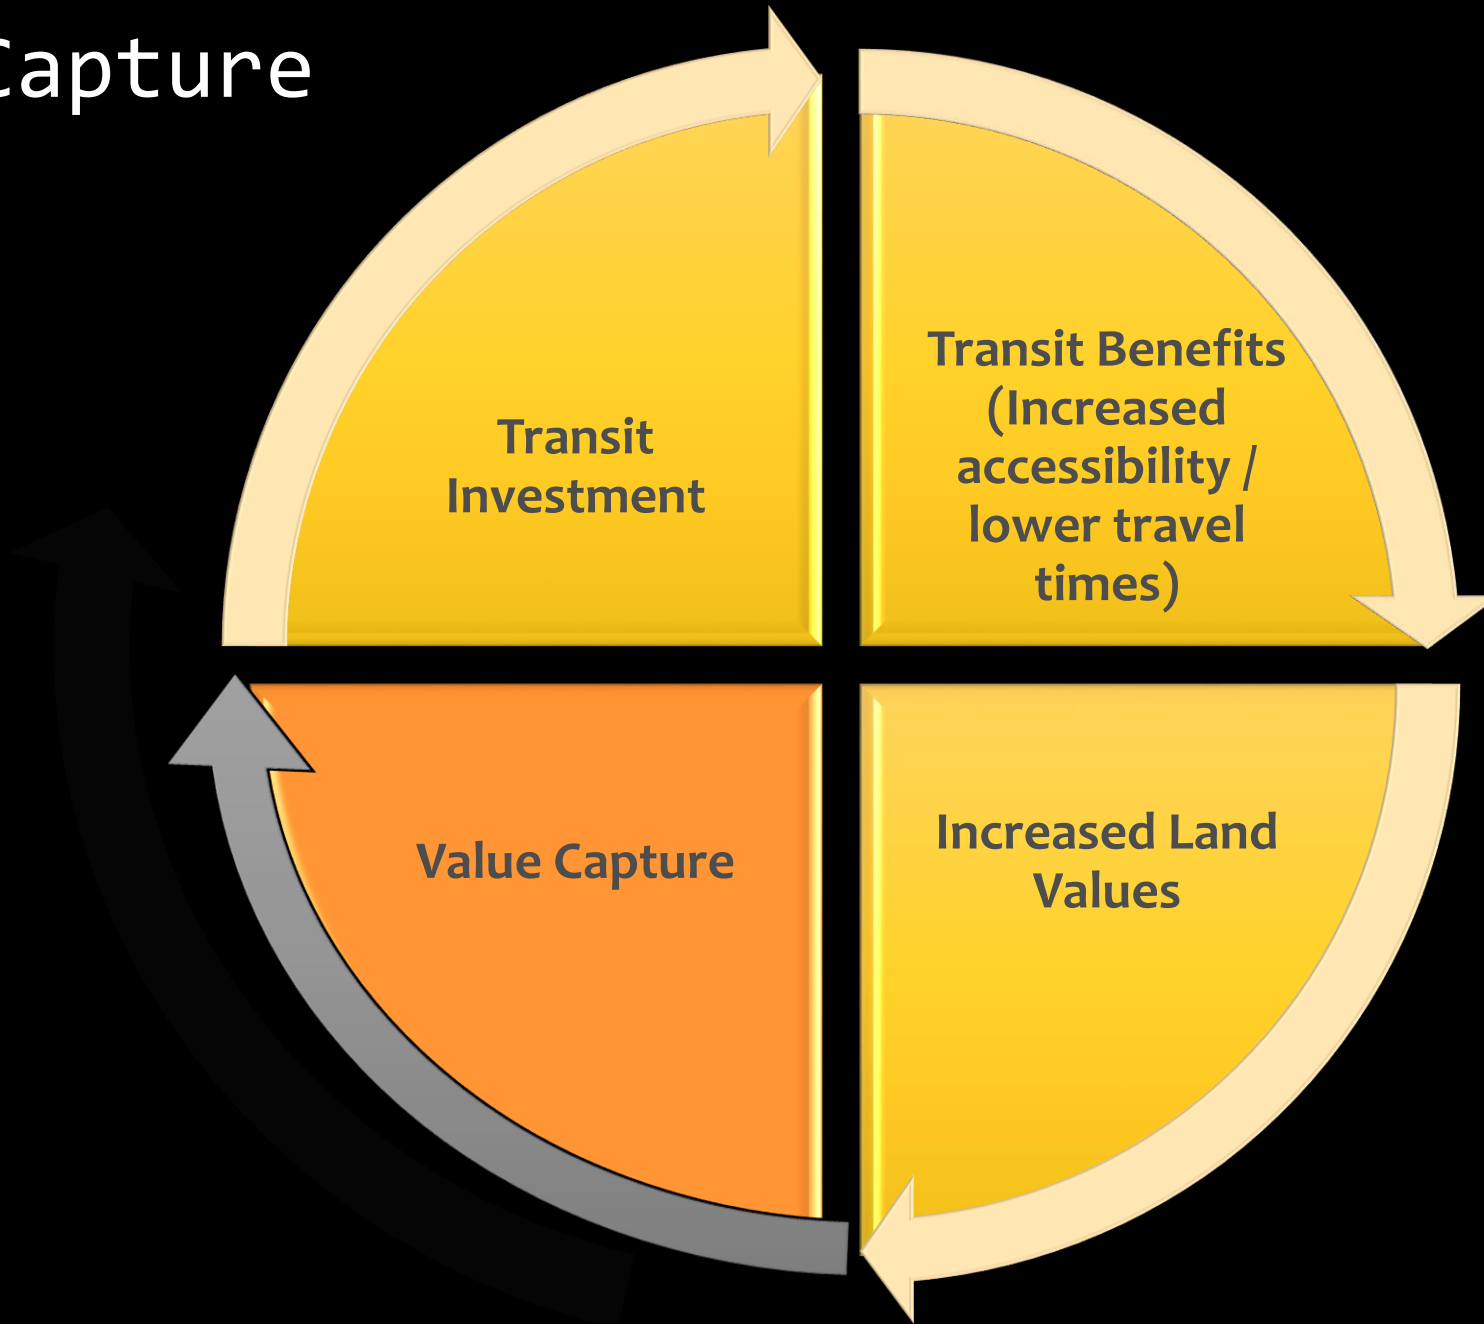 Capture
Transit
Investment
Transit Benefits
(Increased
accessibility /
lower travel
times)
Value Capture
Increased Land
Values